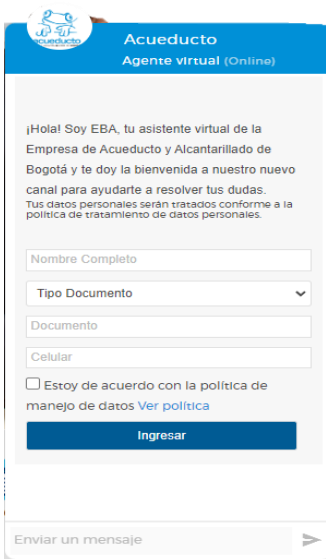 acueducto
Acueducto
Agente virtual (Online)
¡Hola! Soy EBA, tu asistente virtual de la
Empresa de Acueducto y Alcantarillado de
Bogotá y te doy la bienvenida a nuestro nuevo
canal para ayudarte a resolver tus dudas.
Tus datos personales serán tratados conforme a la
política de tratamiento de datos personales.
Nombre Completo
Tipo Documento
Documento
Celular
Estoy de acuerdo con la política de
manejo de datos Ver política
Ingresar
Enviar un mensaje